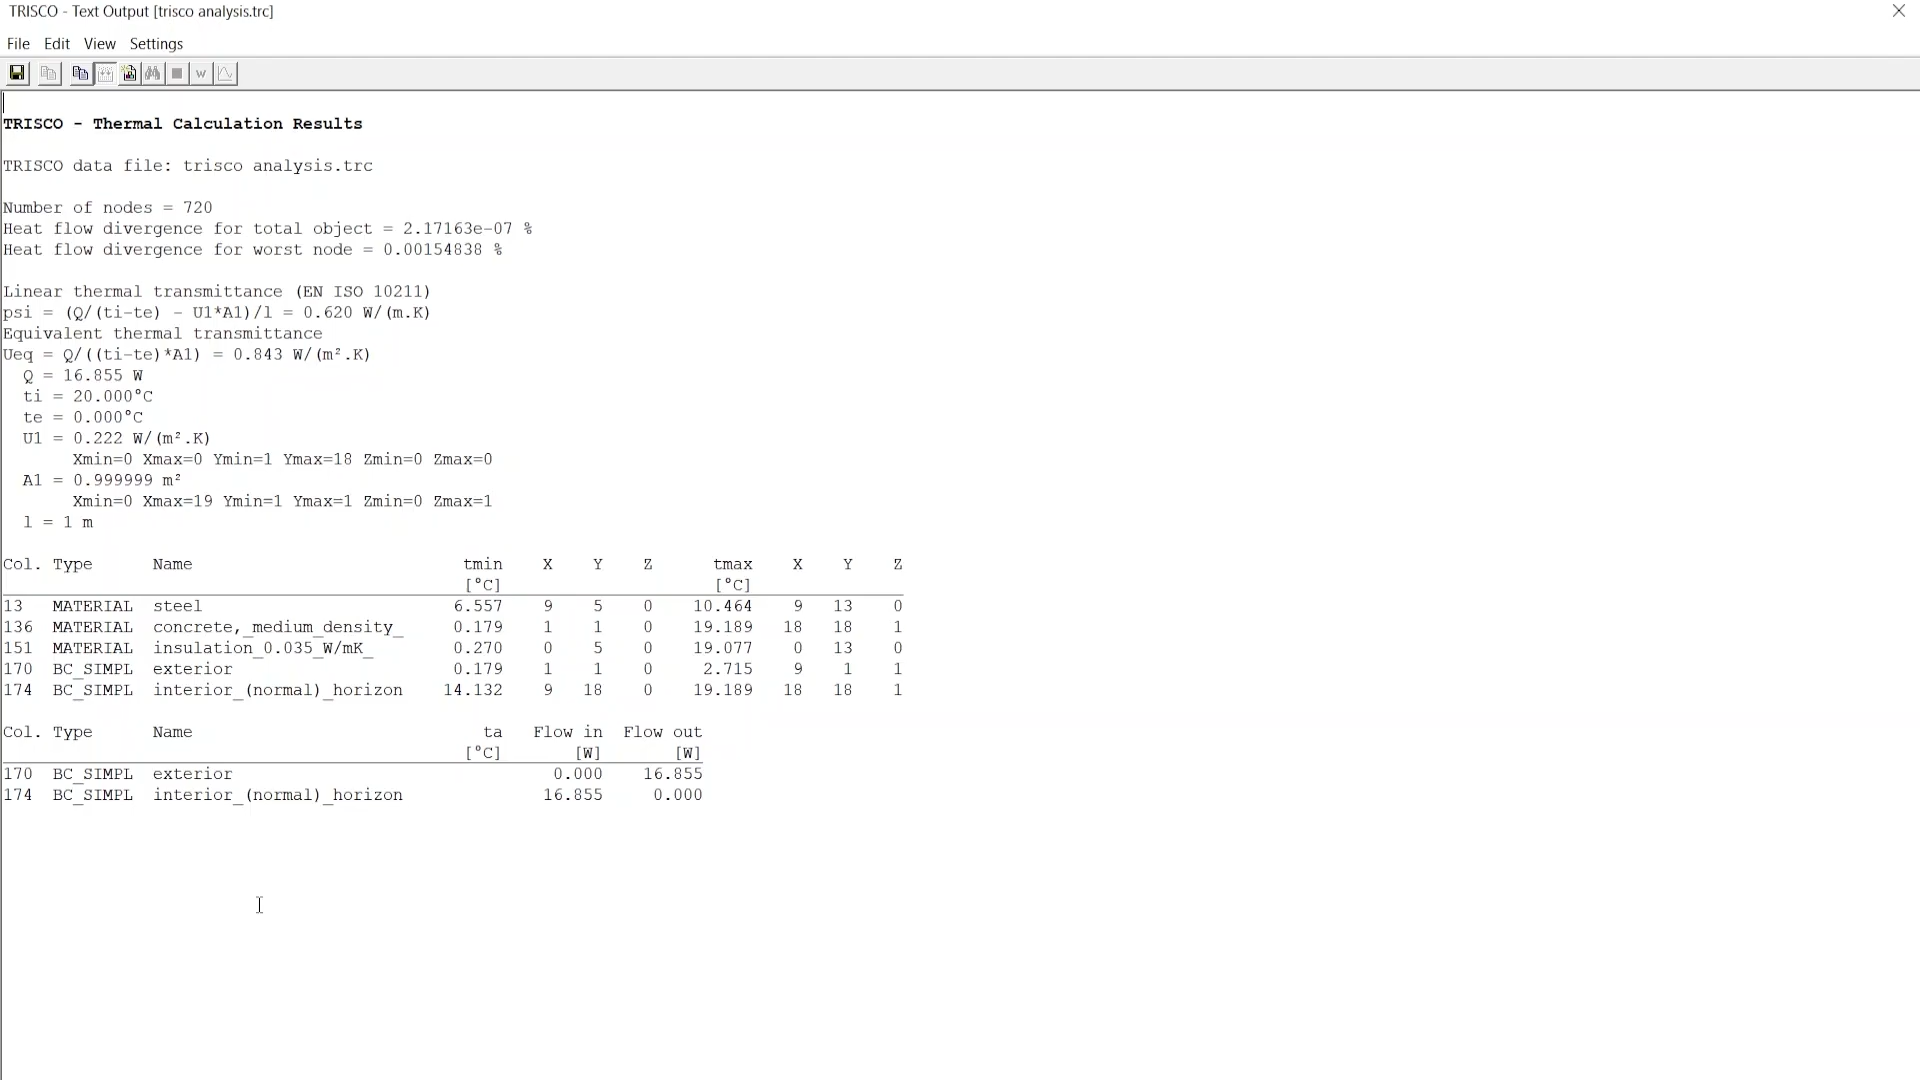 TRISCO - Text Output [trisco analysis.trc]
File Edit View Settings
W
TRISCO - Thermal Calculation Results
TRISCO data file: trisco analysis.trc
Number of nodes = 720
Heat flow divergence for total object = 2.17163e-07 %
Heat flow divergence for worst node = 0.00154838 %
Linear thermal transmittance (EN ISO 10211)
psi = (Q/(ti-te) - U1*A1)/l = 0.620 W/(m.K)
Equivalent thermal transmittance
Ueq = Q/((ti-te)*A1) = 0.843 W/(m².K)
Q = 16.855 W
ti = 20.000°C
te = 0.000°C
U1 = 0.222 W/(m².K)
Xmin=0 Xmax=0 Ymin=1 Ymax=18 Zmin=0 Zmax=0
A1 = 0.999999 m²
Xmin=0 Xmax=19 Ymin=1 Ymax=1 Zmin=0 Zmax=1
l = 1 m
Col. Type Name tmin X Y Z tmax X Y Z
[°C] [°C]
13 MATERIAL steel 6.557 9 5 0 10.464 9 13 0
136 MATERIAL concrete,_medium_density_ 0.179 1 1 0 19.189 18 18 1
151 MATERIAL insulation_0.035_W/mK_ 0.270 0 5 0 19.077 0 13 0
170 BC_SIMPL exterior 0.179 1 1 0 2.715 9 1 1
174 BC_SIMPL interior_(normal)_horizon 14.132 9 18 0 19.189 18 18 1
Col. Type Name ta Flow in Flow out
[°C] [W] [W]
170 BC_SIMPL exterior 0.000 16.855
174 BC_SIMPL interior_(normal)_horizon 16.855 0.000